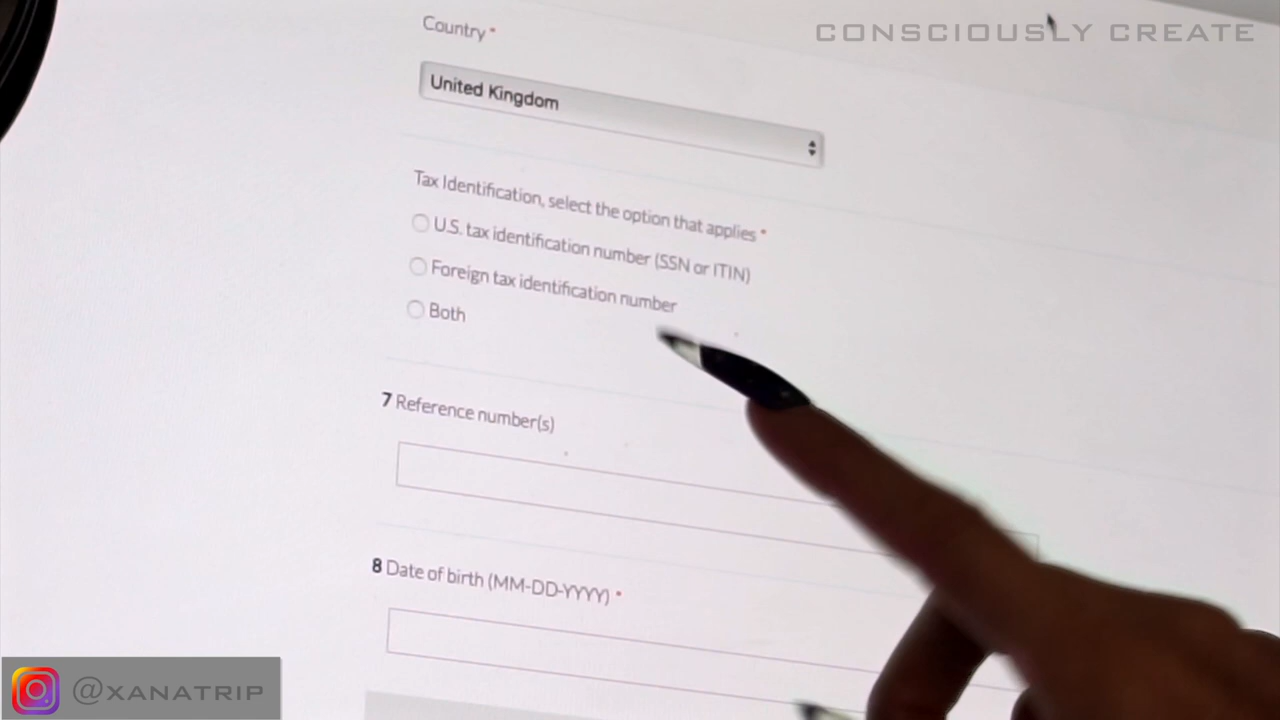 CONSCIOUSLY CREATE
Country *
United Kingdom
Tax Identification, select the option that applies *
U.S. tax identification number (SSN or ITIN)
Foreign tax identification number
Both
7 Reference number(s)
8 Date of birth (MM-DD-YYYY) *
@XANATRIP